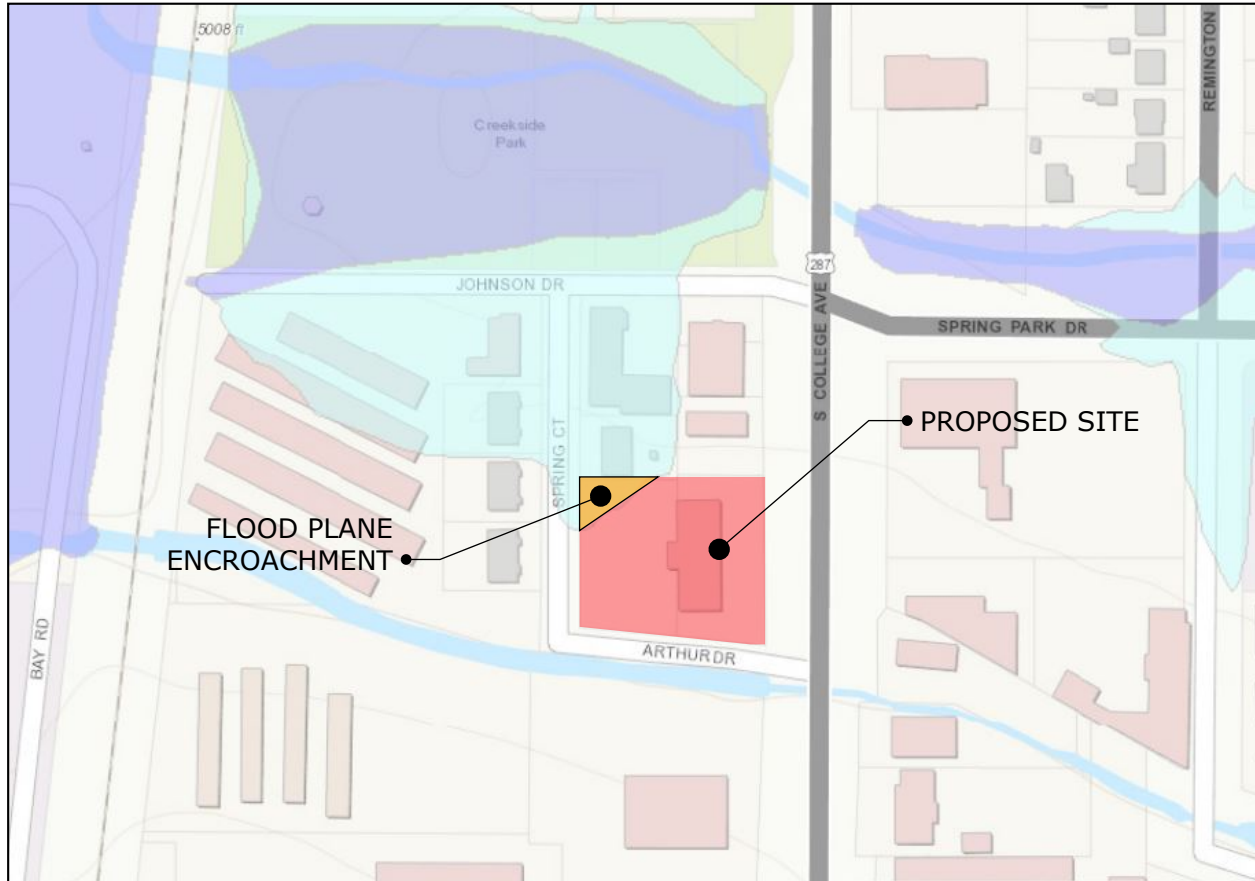 5008 ft
REMINGTON
Creekside
Park
287
JOHNSON DR
S COLLEGE AVE
SPRING PARK DR
PROPOSED SITE
SPRING CT
FLOOD PLANE
ENCROACHMENT
BAY RD
ARTHUR DR